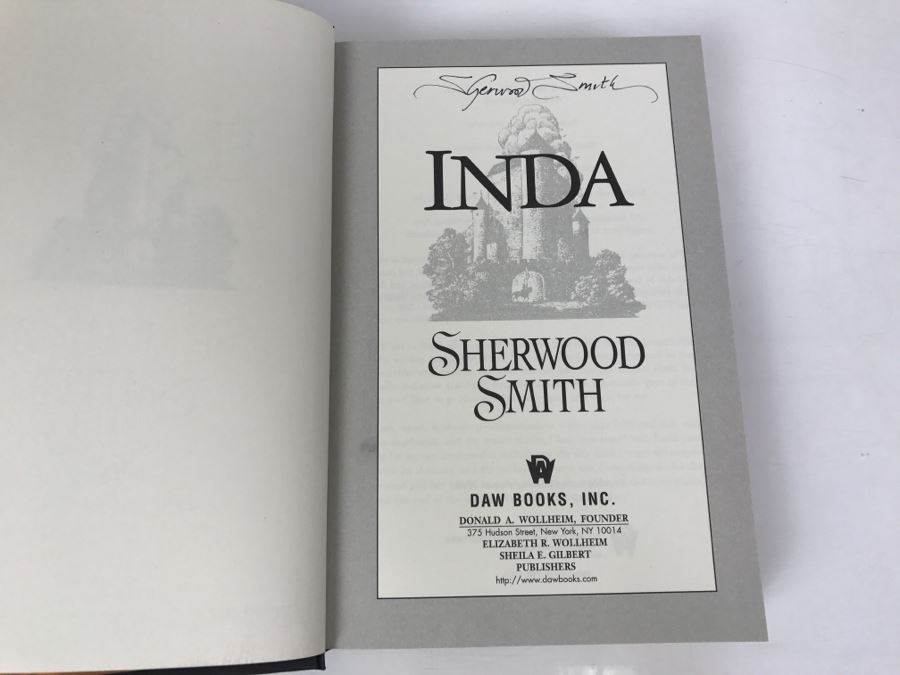 Sherwood Smith
INDA
SHERWOOD
SMITH
DAW
DAW BOOKS, INC.
DONALD A. WOLLHEIM, FOUNDER
375 Hudson Street, New York, NY 10014
ELIZABETH R. WOLLHEIM
SHEILA E. GILBERT
PUBLISHERS
http://www.dawbooks.com